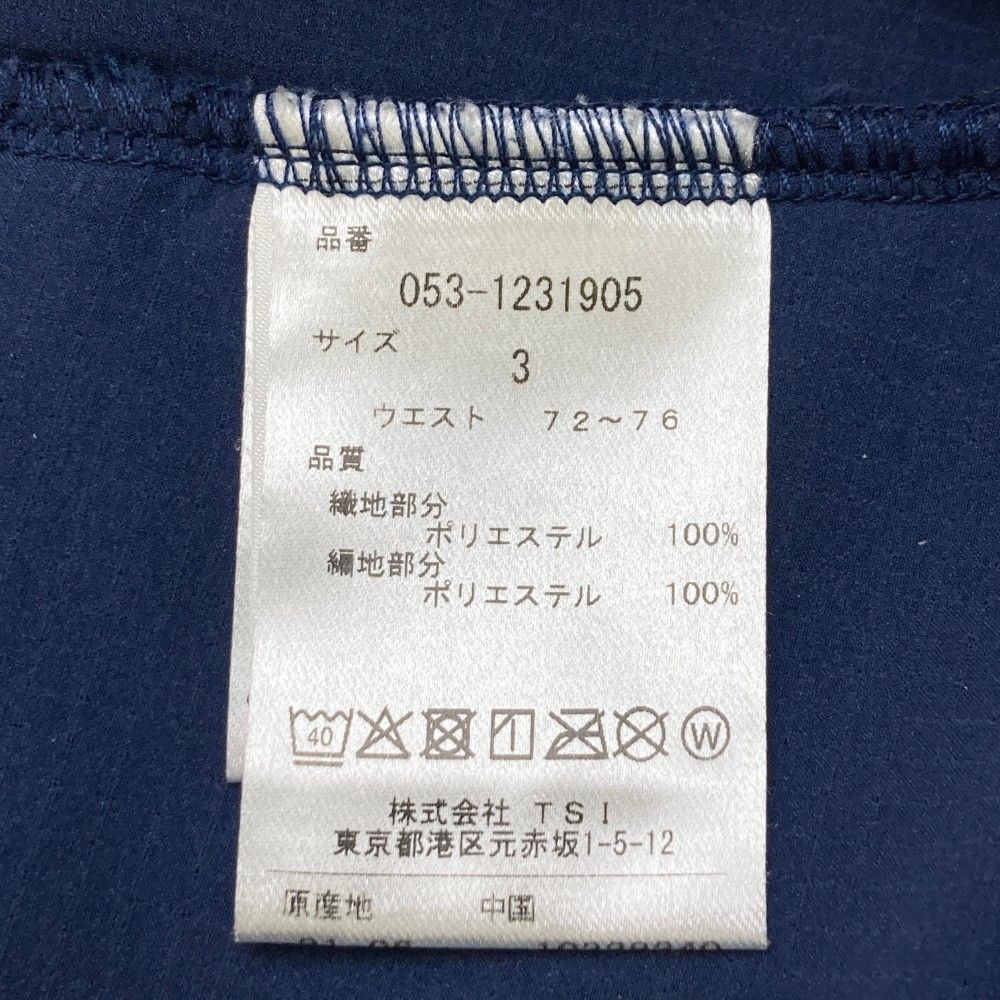 品番
053-1231905
サイズ
3
ウエスト 72～76
品質
織地部分
ポリエステル 100%
編地部分
ポリエステル 100%
40
W
株式会社 TSI
東京都港区元赤坂1-5-12
原産地 中国